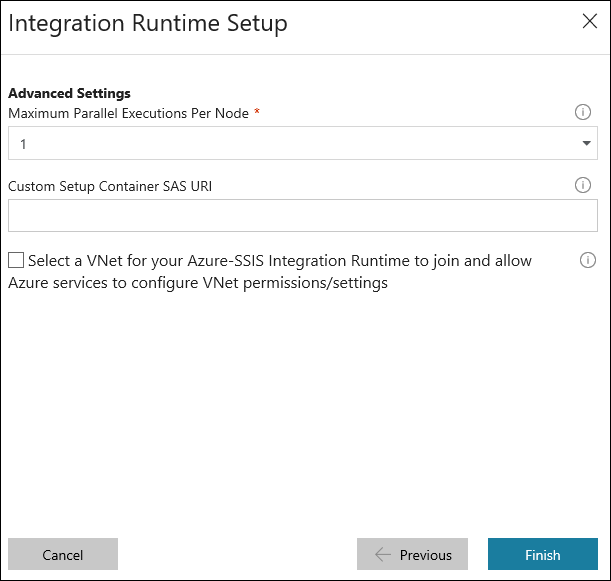 Integration Runtime Setup
Advanced Settings
Maximum Parallel Executions Per Node *
1
Custom Setup Container SAS URI
Select a VNet for your Azure-SSIS Integration Runtime to join and allow
Azure services to configure VNet permissions/settings
Cancel
Previous
Finish